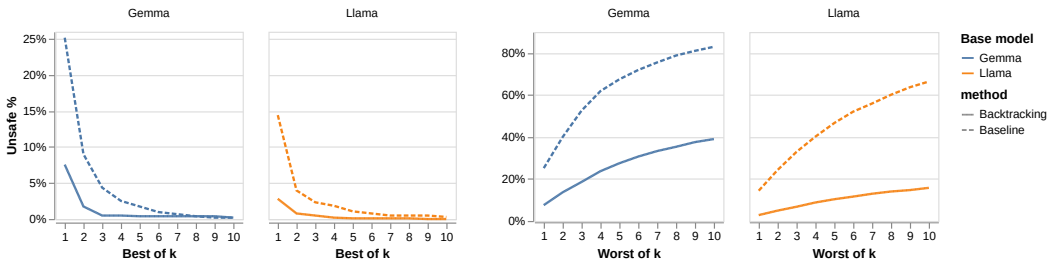 Gemma
Llama
Gemma
Llama
Unsafe %
25%
20%
15%
10%
5%
0%
1 2 3 4 5 6 7 8 9 10
Best of k
1 2 3 4 5 6 7 8 9 10
Best of k
80%
60%
40%
20%
0%
1 2 3 4 5 6 7 8 9 10
Worst of k
1 2 3 4 5 6 7 8 9 10
Worst of k
Base model
Gemma
Llama
method
Backtracking
Baseline